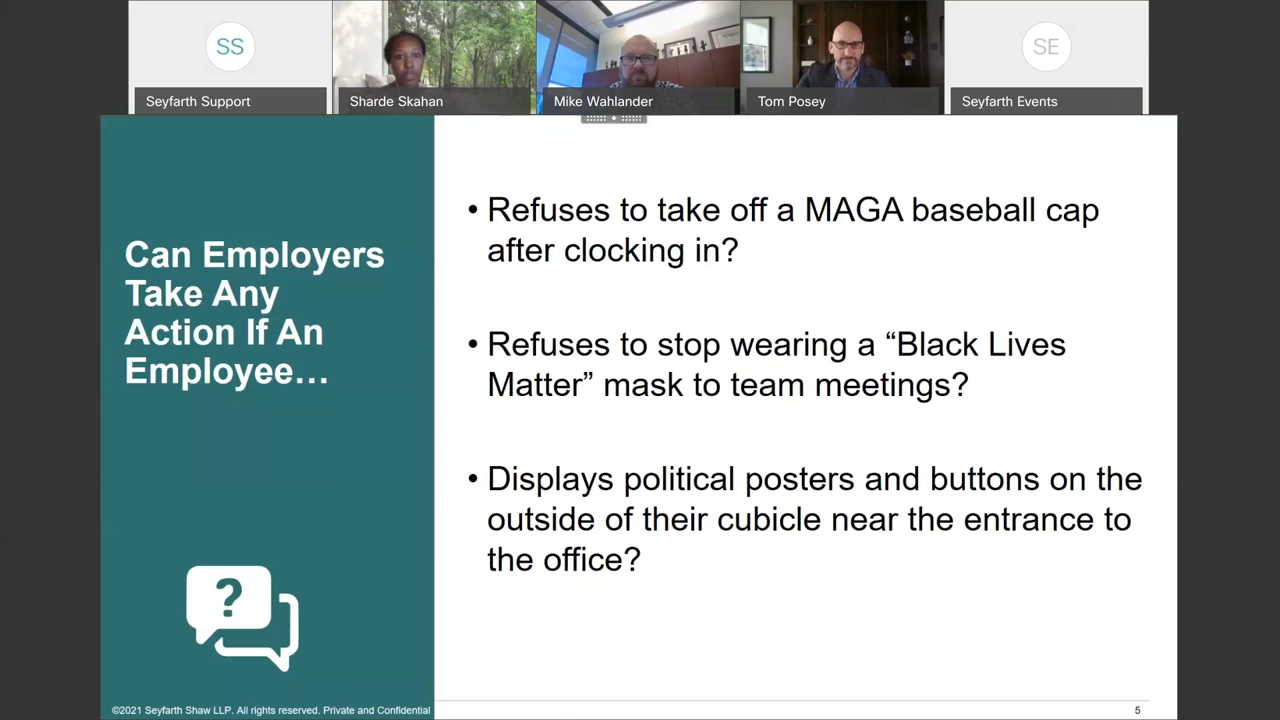 SS
SE
Seyfarth Support
Sharde Skahan
Mike Wahlander
Tom Posey
Seyfarth Events
Can Employers
Take Any
Action If An
Employee…
• Refuses to take off a MAGA baseball cap
after clocking in?
• Refuses to stop wearing a “Black Lives
Matter” mask to team meetings?
• Displays political posters and buttons on the
outside of their cubicle near the entrance to
the office?
?
©2021 Seyfarth Shaw LLP. All rights reserved. Private and Confidential
5